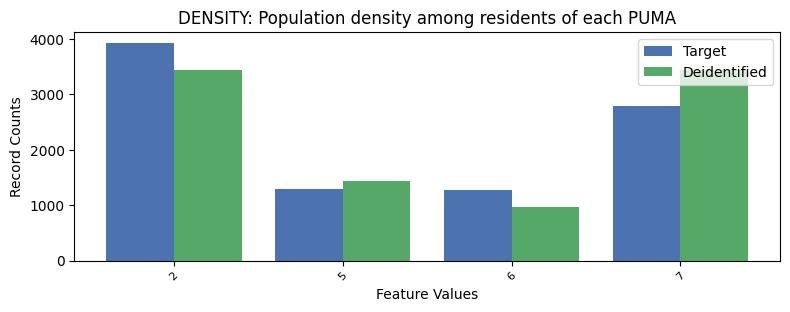 DENSITY: Population density among residents of each PUMA
Record Counts
4000
3000
2000
1000
0
Target
Deidentified
2
5
6
7
Feature Values